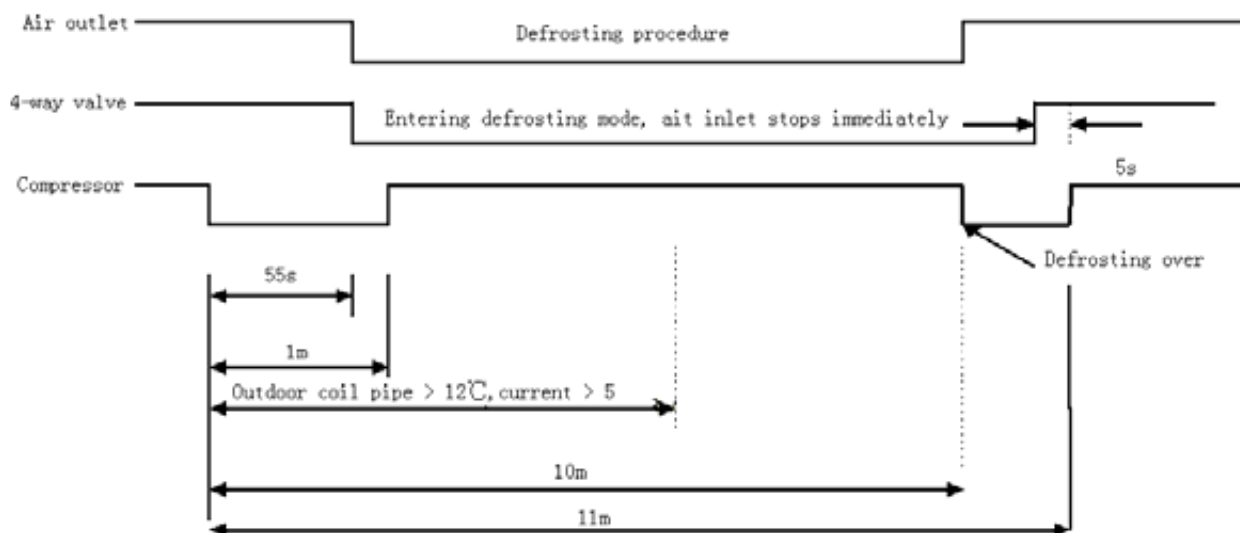 Air outlet
Defrosting procedure
4-way valve
Entering defrosting mode, ait inlet stops immediately
Compressor
5s
Defrosting over
55s
1m
Outdoor coil pipe > 12℃, current > 5
10m
11m